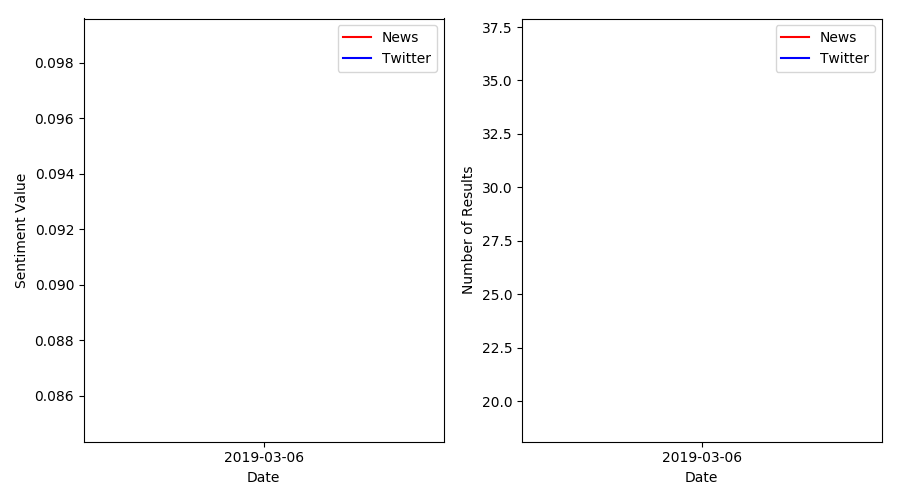 News
Twitter
0.098
0.096
0.094
0.092
0.090
0.088
0.086
Sentiment Value
2019-03-06
Date
News
Twitter
37.5
35.0
32.5
30.0
27.5
25.0
22.5
20.0
Number of Results
2019-03-06
Date